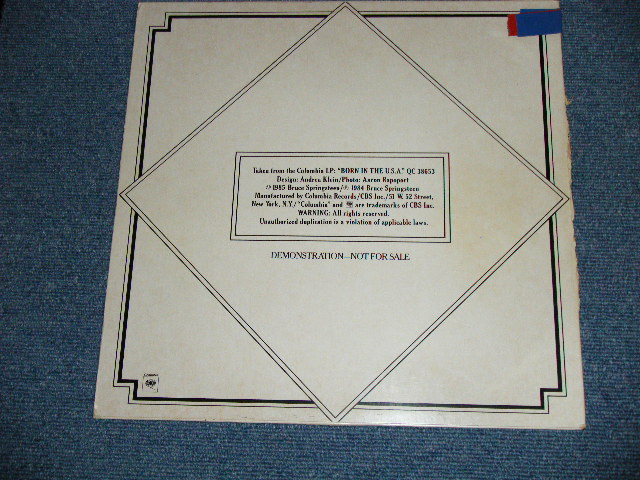 Taken from the Columbia LP: "BORN IN THE U.S.A." QC 38653
Design: Andrea Klein/Photo: Aaron Rapoport
© 1985 Bruce Springsteen/℗ 1984 Bruce Springsteen
Manufactured by Columbia Records/CBS Inc./51 W. 52 Street,
New York, N.Y./"Columbia" and are trademarks of CBS Inc.
WARNING: All rights reserved.
Unauthorized duplication is a violation of applicable laws.
DEMONSTRATION—NOT FOR SALE